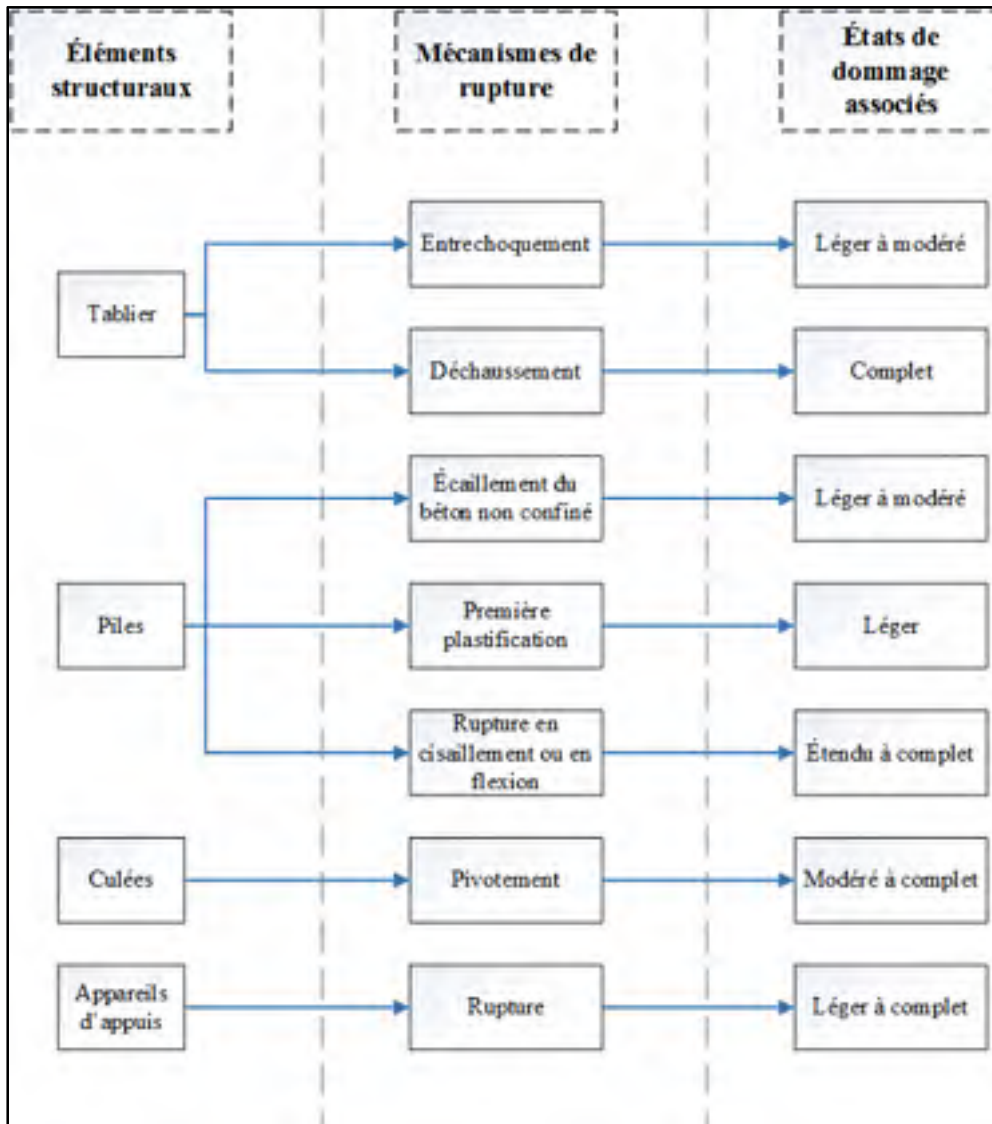 Éléments
structuraux
Mécanismes de
rupture
États de
dommage
associés
Tablier
Entrechoquement
Léger à modéré
Déchaussement
Complet
Piles
Écaillement du
béton non confiné
Léger à modéré
Première
plastification
Léger
Rupture en
cisaillement ou en
flexion
Étendu à complet
Culées
Pivotement
Modéré à complet
Appareils
d'appuis
Rupture
Léger à complet